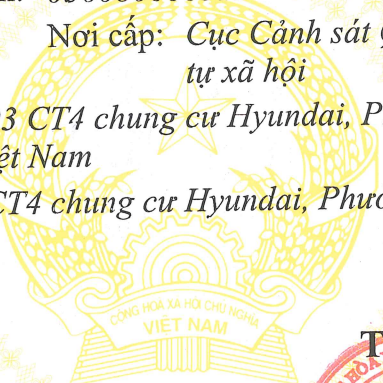 Nơi cấp: Cục Cảnh sát
tự xã hội
3 CT4 chung cư Hyundai, P
ệt Nam
CT4 chung cư Hyundai, Phư
CỘNG HÒA XÃ HỘI CHỦ NGHĨA
VIỆT NAM
T